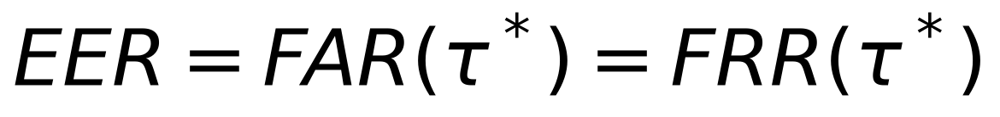 EER = FAR(τ*) = FRR(τ*)